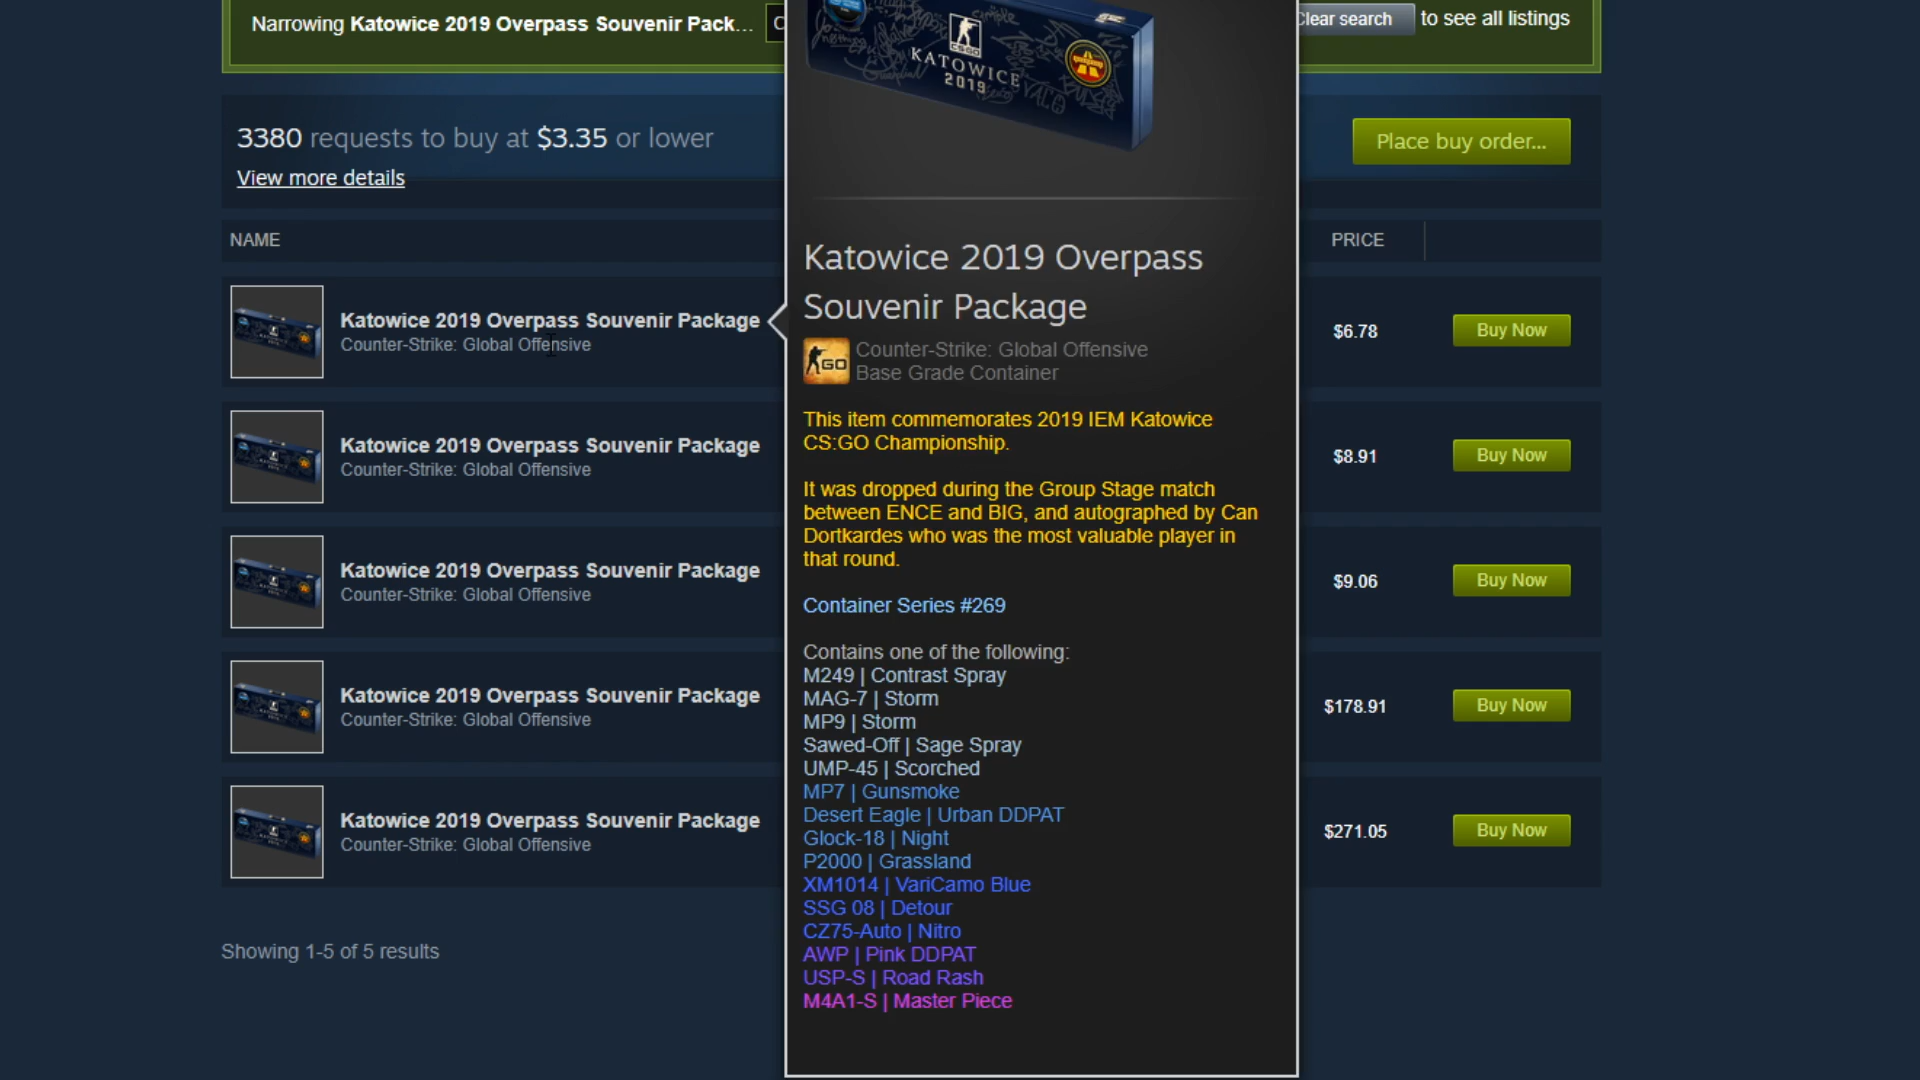 Narrowing Katowice 2019 Overpass Souvenir Pack...
Clear search to see all listings
CS:GO
KATOWICE
2019
3380 requests to buy at $3.35 or lower
View more details
Place buy order...
NAME
PRICE
Katowice 2019 Overpass Souvenir Package
Counter-Strike: Global Offensive
$6.78
Buy Now
Katowice 2019 Overpass Souvenir Package
Counter-Strike: Global Offensive
$8.91
Buy Now
Katowice 2019 Overpass Souvenir Package
Counter-Strike: Global Offensive
$9.06
Buy Now
Katowice 2019 Overpass Souvenir Package
Counter-Strike: Global Offensive
$178.91
Buy Now
Katowice 2019 Overpass Souvenir Package
Counter-Strike: Global Offensive
$271.05
Buy Now
Showing 1-5 of 5 results
Katowice 2019 Overpass
Souvenir Package
GO
Counter-Strike: Global Offensive
Base Grade Container
This item commemorates 2019 IEM Katowice
CS:GO Championship.
It was dropped during the Group Stage match
between ENCE and BIG, and autographed by Can
Dortkardes who was the most valuable player in
that round.
Container Series #269
Contains one of the following:
M249 | Contrast Spray
MAG-7 | Storm
MP9 | Storm
Sawed-Off | Sage Spray
UMP-45 | Scorched
MP7 | Gunsmoke
Desert Eagle | Urban DDPAT
Glock-18 | Night
P2000 | Grassland
XM1014 | VariCamo Blue
SSG 08 | Detour
CZ75-Auto | Nitro
AWP | Pink DDPAT
USP-S | Road Rash
M4A1-S | Master Piece